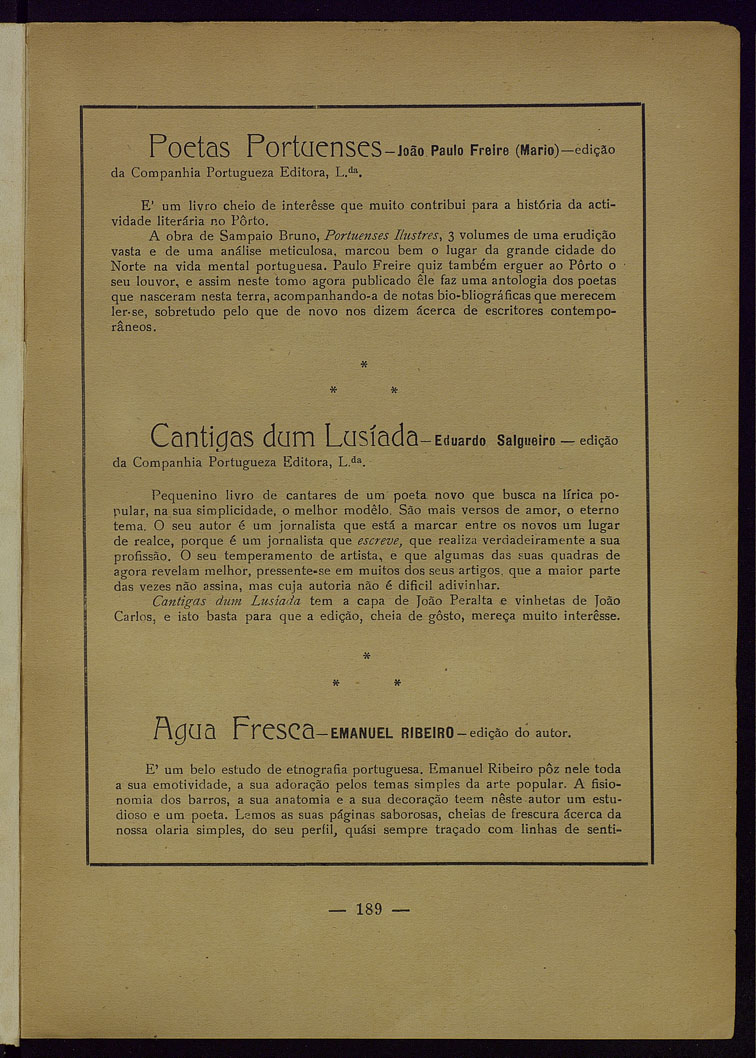 Poetas Portuenses—João Paulo Freire (Mario)—edição
da Companhia Portugueza Editora, L.da.
E' um livro cheio de interêsse que muito contribui para a história da acti-
vidade literária no Pôrto.
A obra de Sampaio Bruno, Portuenses Ilustres, 3 volumes de uma erudição
vasta e de uma análise meticulosa, marcou bem o lugar da grande cidade do
Norte na vida mental portuguesa. Paulo Freire quiz também erguer ao Pôrto o
seu louvor, e assim neste tomo agora publicado êle faz uma antologia dos poetas
que nasceram nesta terra, acompanhando-a de notas bio-bliográficas que merecem
ler-se, sobretudo pelo que de novo nos dizem ácerca de escritores contempo-
râneos.
*
* *
Cantigas dum Lusíada—Eduardo Salgueiro — edição
da Companhia Portugueza Editora, L.da.
Pequenino livro de cantares de um poeta novo que busca na lírica po-
pular, na sua simplicidade, o melhor modêlo. São mais versos de amor, o eterno
tema. O seu autor é um jornalista que está a marcar entre os novos um lugar
de realce, porque é um jornalista que escreve, que realiza verdadeiramente a sua
profissão. O seu temperamento de artista, e que algumas das suas quadras de
agora revelam melhor, pressente-se em muitos dos seus artigos, que a maior parte
das vezes não assina, mas cuja autoria não é dificil adivinhar.
Cantigas dum Lusíada tem a capa de João Peralta e vinhetas de João
Carlos, e isto basta para que a edição, cheia de gôsto, mereça muito interêsse.
*
* *
Agua Fresca—EMANUEL RIBEIRO—edição do autor.
E' um belo estudo de etnografia portuguesa. Emanuel Ribeiro pôz nele toda
a sua emotividade, a sua adoração pelos temas simples da arte popular. A fisio-
nomia dos barros, a sua anatomia e a sua decoração teem nêste autor um estu-
dioso e um poeta. Lemos as suas páginas saborosas, cheias de frescura ácerca da
nossa olaria simples, do seu perfil, quási sempre traçado com linhas de senti-
— 189 —